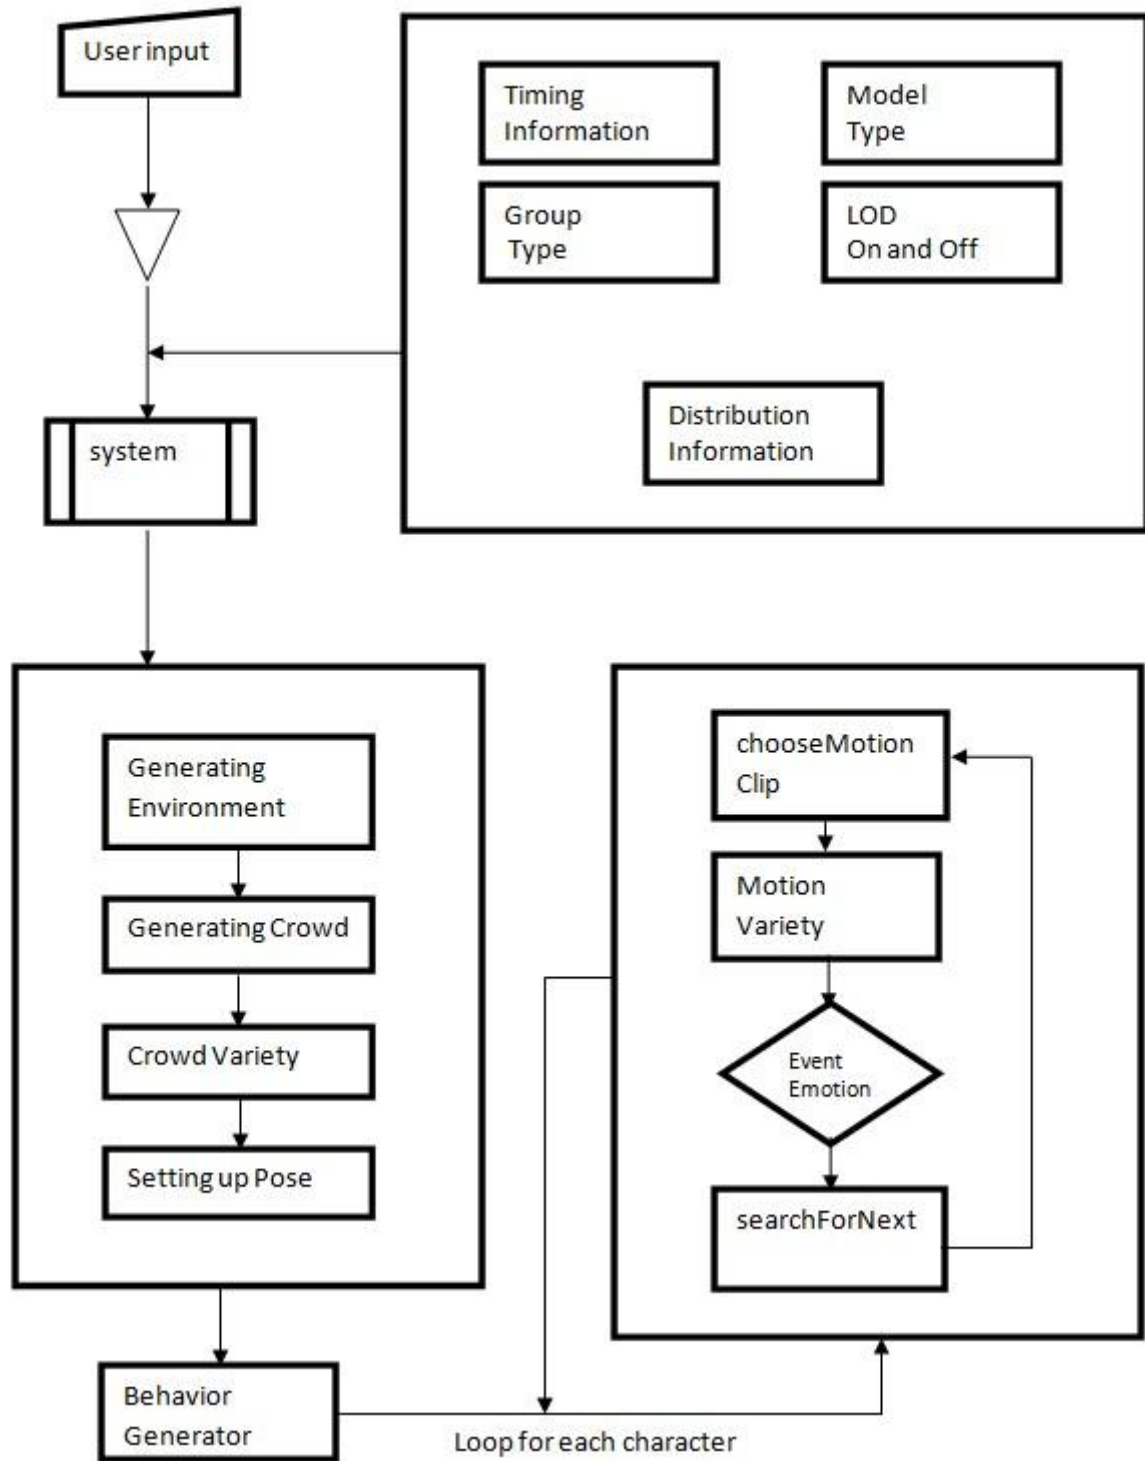 User input
Timing
Information
Model
Type
Group
Type
LOD
On and Off
Distribution
Information
system
Generating
Environment
Generating Crowd
Crowd Variety
Setting up Pose
chooseMotion
Clip
Motion
Variety
Event
Emotion
searchForNext
Behavior
Generator
Loop for each character